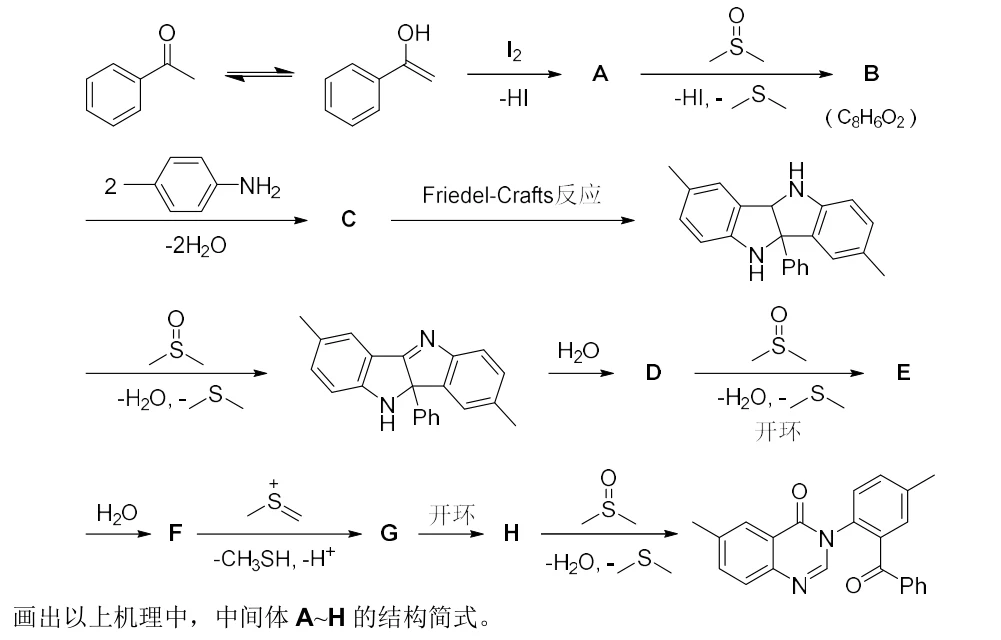 O OH I₂ -HI A O S -HI, - S B
(C₈H₆O₂)
2 NH₂ -2H₂O C Friedel-Crafts反应 H N N H Ph
O S -H₂O, - S N N H Ph H₂O D O S -H₂O, - S 开环 E
H₂O F + S -CH₃SH, -H⁺ G 开环 H O S -H₂O, - S O N N O Ph
画出以上机理中，中间体 A~H 的结构简式。